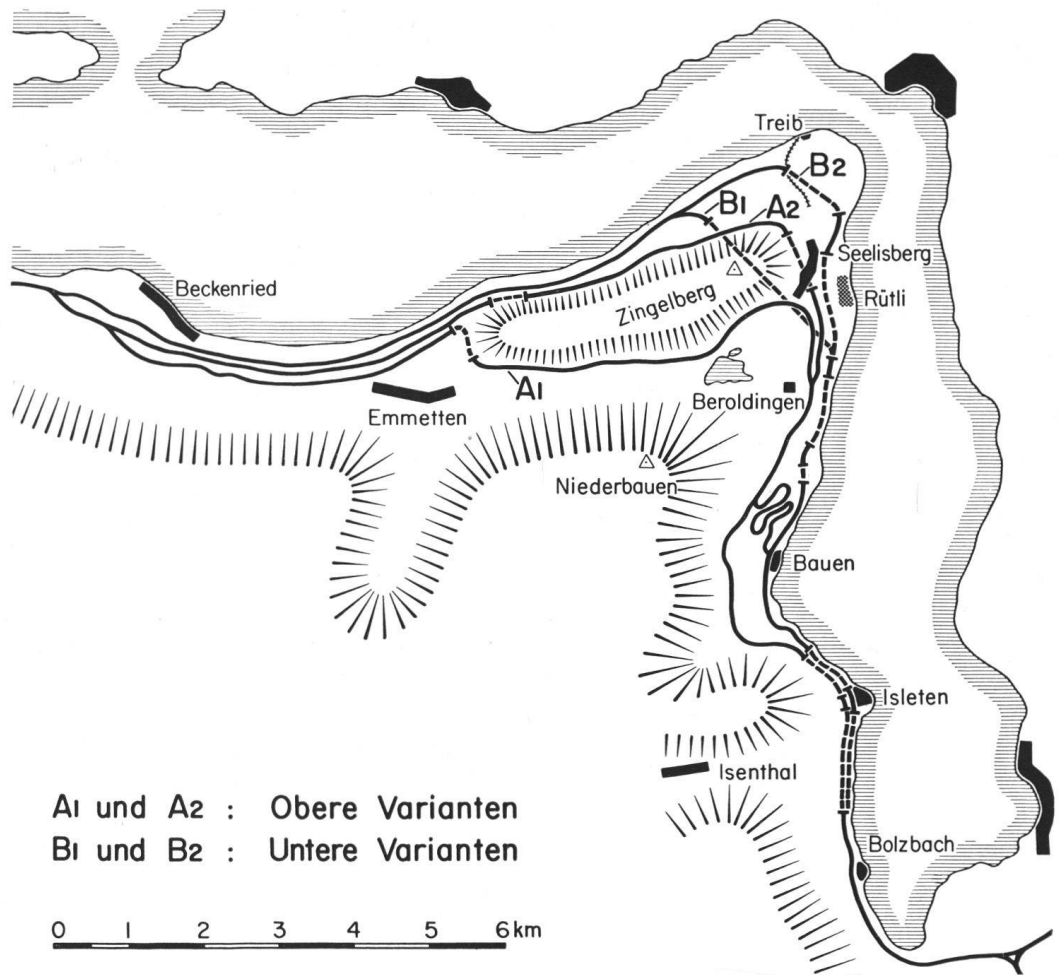 Treib
B2
B1
A2
Seelisberg
Beckenried
Zingelberg
Rütli
A1
Emmetten
Beroldingen
Niederbauen
Bauen
Isleten
Isenthal
A1 und A2 : Obere Varianten
B1 und B2 : Untere Varianten
Bolzbach
0 1 2 3 4 5 6 km